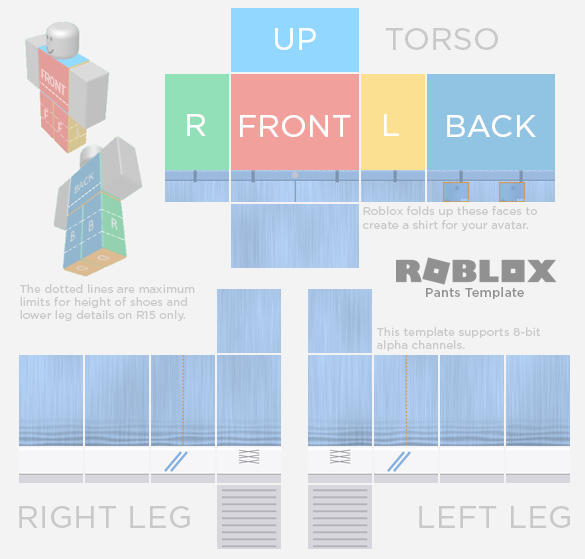 UP
TORSO
FRONT
R
FRONT
L
BACK
BACK
R
B
B
F
F
Roblox folds up these faces to
create a shirt for your avatar.
ROBLOX
Pants Template
The dotted lines are maximum
limits for height of shoes and
lower leg details on R15 only.
This template supports 8-bit
alpha channels.
RIGHT LEG
LEFT LEG